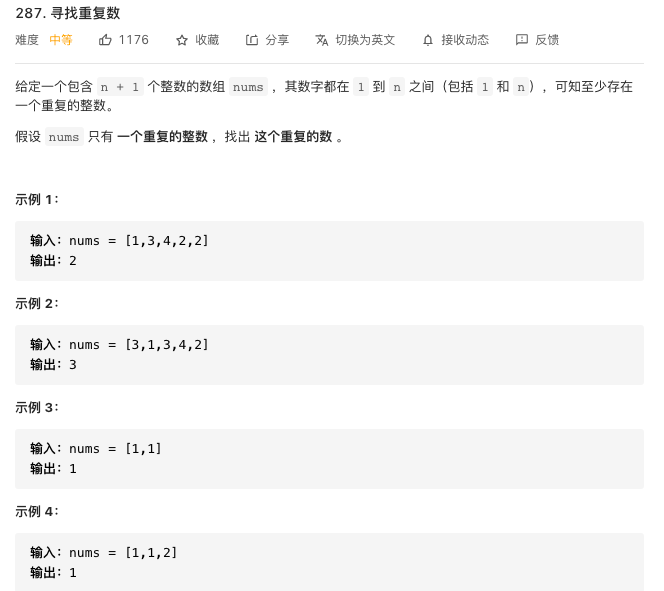 287. 寻找重复数
难度 中等 1176 收藏 分享 切换为英文 接收动态 反馈
给定一个包含 n + 1 个整数的数组 nums ，其数字都在 1 到 n 之间（包括 1 和 n），可知至少存在
一个重复的整数。
假设 nums 只有 一个重复的整数 ，找出 这个重复的数 。
示例 1：
输入：nums = [1,3,4,2,2]
输出：2
示例 2：
输入：nums = [3,1,3,4,2]
输出：3
示例 3：
输入：nums = [1,1]
输出：1
示例 4：
输入：nums = [1,1,2]
输出：1